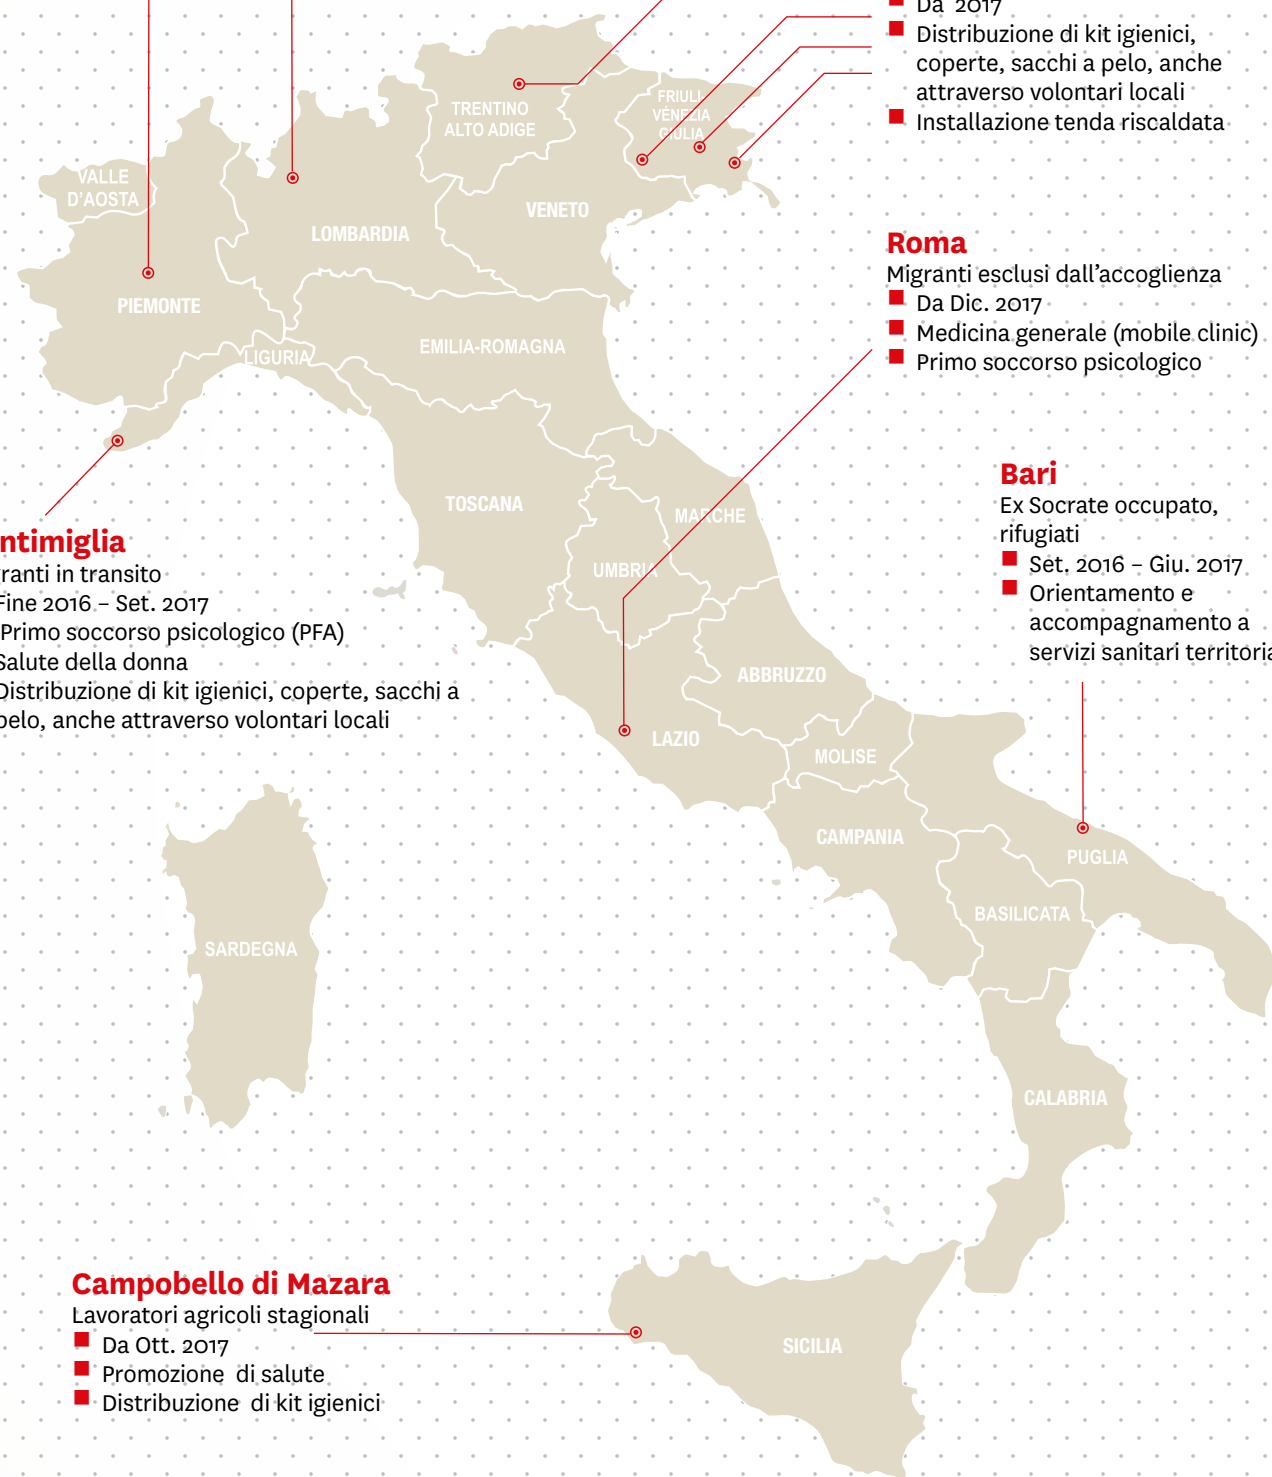 Da 2017
Distribuzione di kit igienici,
coperte, sacchi a pelo, anche
attraverso volontari locali
Installazione tenda riscaldata
TRENTINO
ALTO ADIGE
FRIULI-
VENEZIA
GIULIA
VALLE
D'AOSTA
VENETO
LOMBARDIA
PIEMONTE
LIGURIA
EMILIA-ROMAGNA
Roma
Migranti esclusi dall'accoglienza
Da Dic. 2017
Medicina generale (mobile clinic)
Primo soccorso psicologico
TOSCANA
MARCHE
UMBRIA
Bari
Ex Socrate occupato,
rifugiati
Set. 2016 – Giu. 2017
Orientamento e
accompagnamento a
servizi sanitari territoria
ntimiglia
ranti in transito
Fine 2016 – Set. 2017
Primo soccorso psicologico (PFA)
Salute della donna
Distribuzione di kit igienici, coperte, sacchi a
pelo, anche attraverso volontari locali
ABBRUZZO
LAZIO
MOLISE
CAMPANIA
PUGLIA
BASILICATA
SARDEGNA
CALABRIA
Campobello di Mazara
Lavoratori agricoli stagionali
Da Ott. 2017
Promozione di salute
Distribuzione di kit igienici
SICILIA